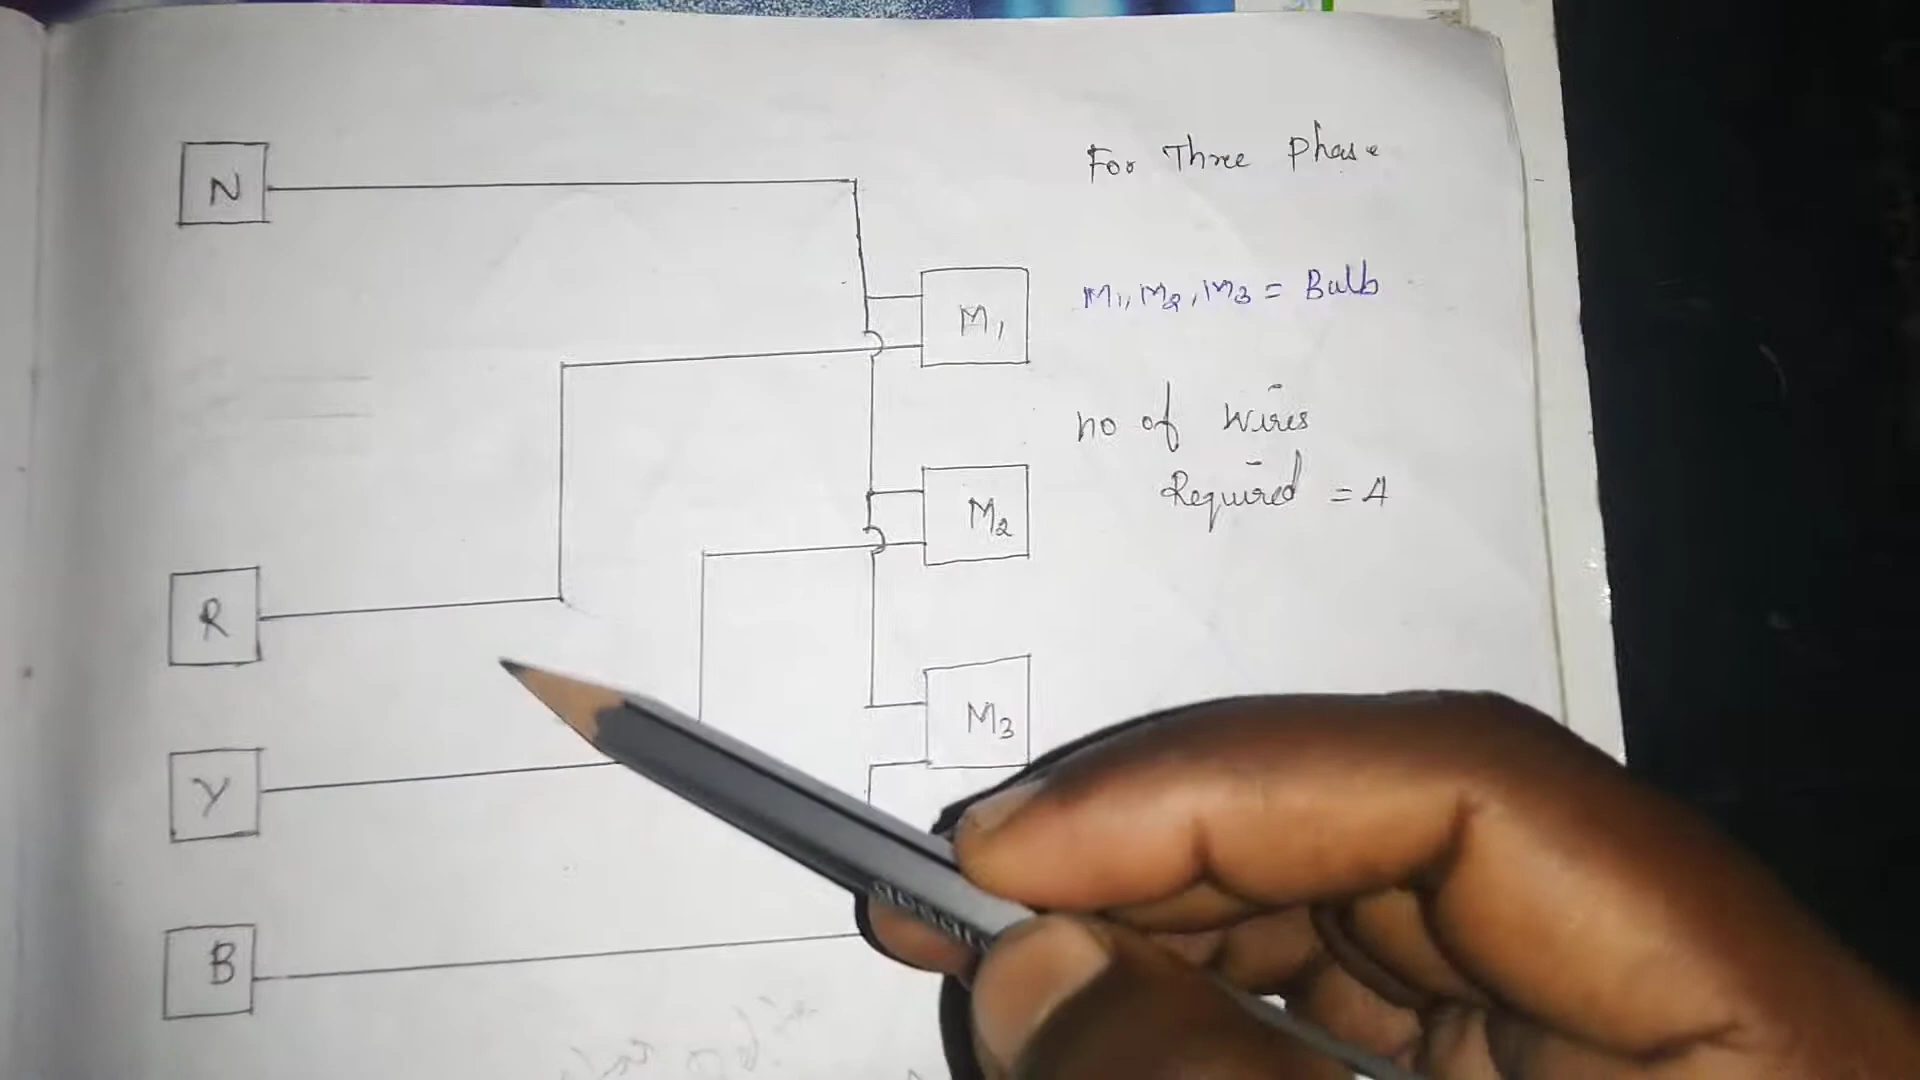 N
For Three Phase
M1, M2, M3 = Bulb
M1
no of wires
Required = 4
M2
R
M3
Y
B